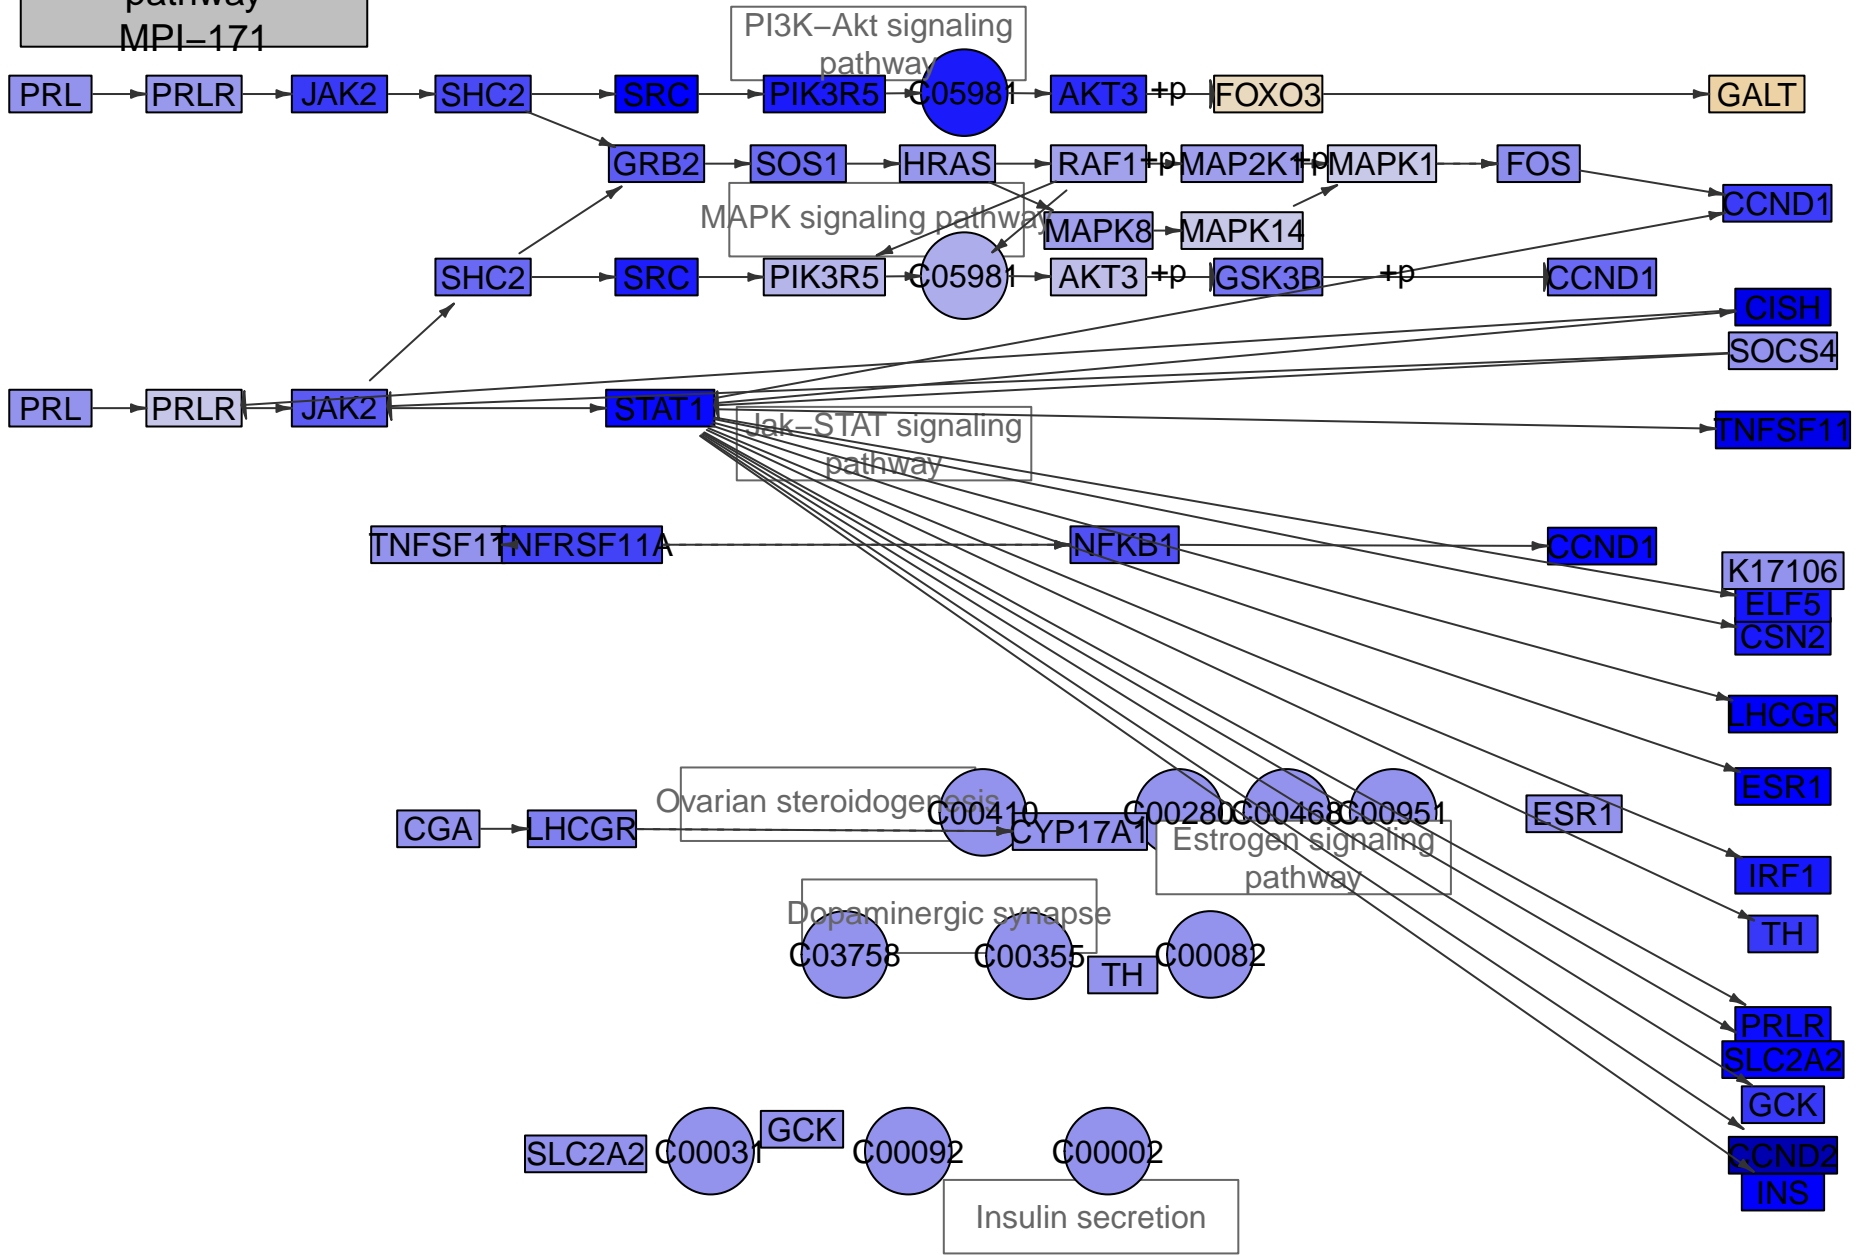 pathway
MPI–171
PI3K–Akt signaling
pathway
PRL
PRLR
JAK2
SHC2
SRC
PIK3R5
C05981
AKT3
+p
FOXO3
GALT
GRB2
SOS1
HRAS
RAF1
+p
MAP2K1
+p
MAPK1
FOS
CCND1
MAPK signaling pathway
MAPK8
MAPK14
SHC2
SRC
PIK3R5
C05981
AKT3
+p
GSK3B
+p
CCND1
CISH
SOCS4
PRL
PRLR
JAK2
STAT1
Jak–STAT signaling
pathway
TNFSF11
TNFSF11
TNFRSF11A
NFKB1
CCND1
K17106
ELF5
CSN2
LHCGR
ESR1
Ovarian steroidogenesis
C00410
C00280
C00468
C00951
ESR1
CGA
LHCGR
CYP17A1
Estrogen signaling
pathway
IRF1
Dopaminergic synapse
TH
C03758
C00355
TH
C00082
PRLR
SLC2A2
GCK
SLC2A2
C00031
GCK
C00092
C00002
CCND2
INS
Insulin secretion